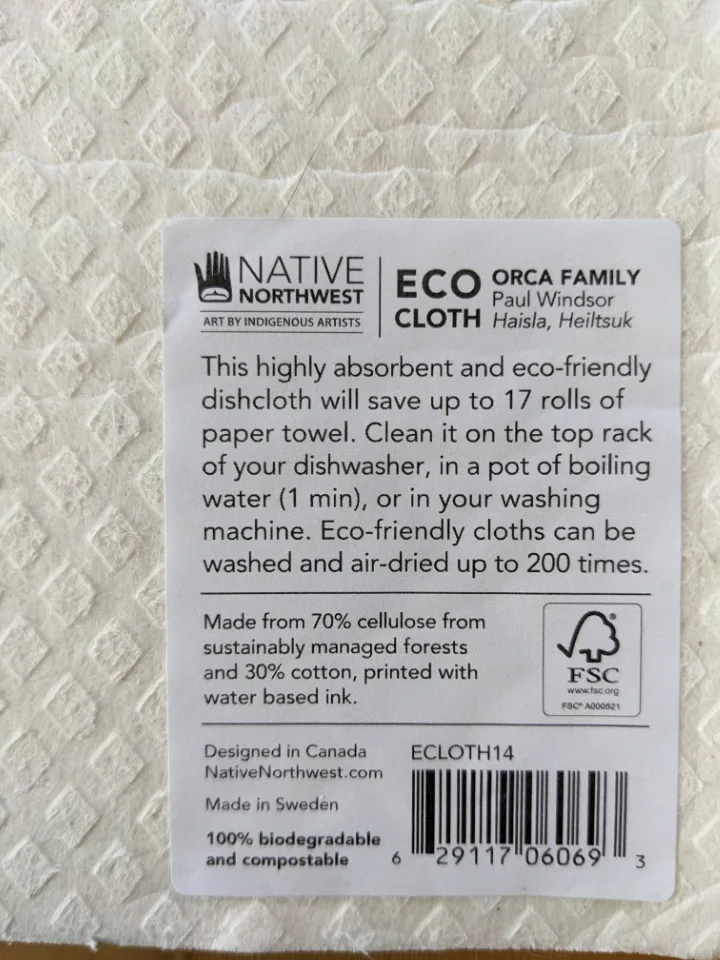 NATIVE
NORTHWEST
ART BY INDIGENOUS ARTISTS
ECO
CLOTH
ORCA FAMILY
Paul Windsor
Haisla, Heiltsuk
This highly absorbent and eco-friendly
dishcloth will save up to 17 rolls of
paper towel. Clean it on the top rack
of your dishwasher, in a pot of boiling
water (1 min), or in your washing
machine. Eco-friendly cloths can be
washed and air-dried up to 200 times.
Made from 70% cellulose from
sustainably managed forests
and 30% cotton, printed with
water based ink.
®
FSC
www.fsc.org
FSC® A000521
Designed in Canada
NativeNorthwest.com
Made in Sweden
100% biodegradable
and compostable
ECLOTH14
6 29117 06069 3